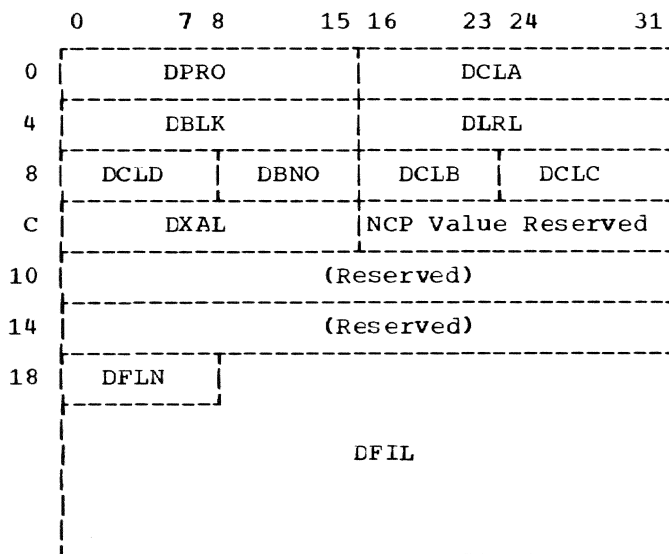 0 7 8 15 16 23 24 31
0 DPRO DCLA
4 DBLK DLRL
8 DCLD DBNO DCLB DCLC
C DXAL NCP Value Reserved
10 (Reserved)
14 (Reserved)
18 DFLN
DFIL